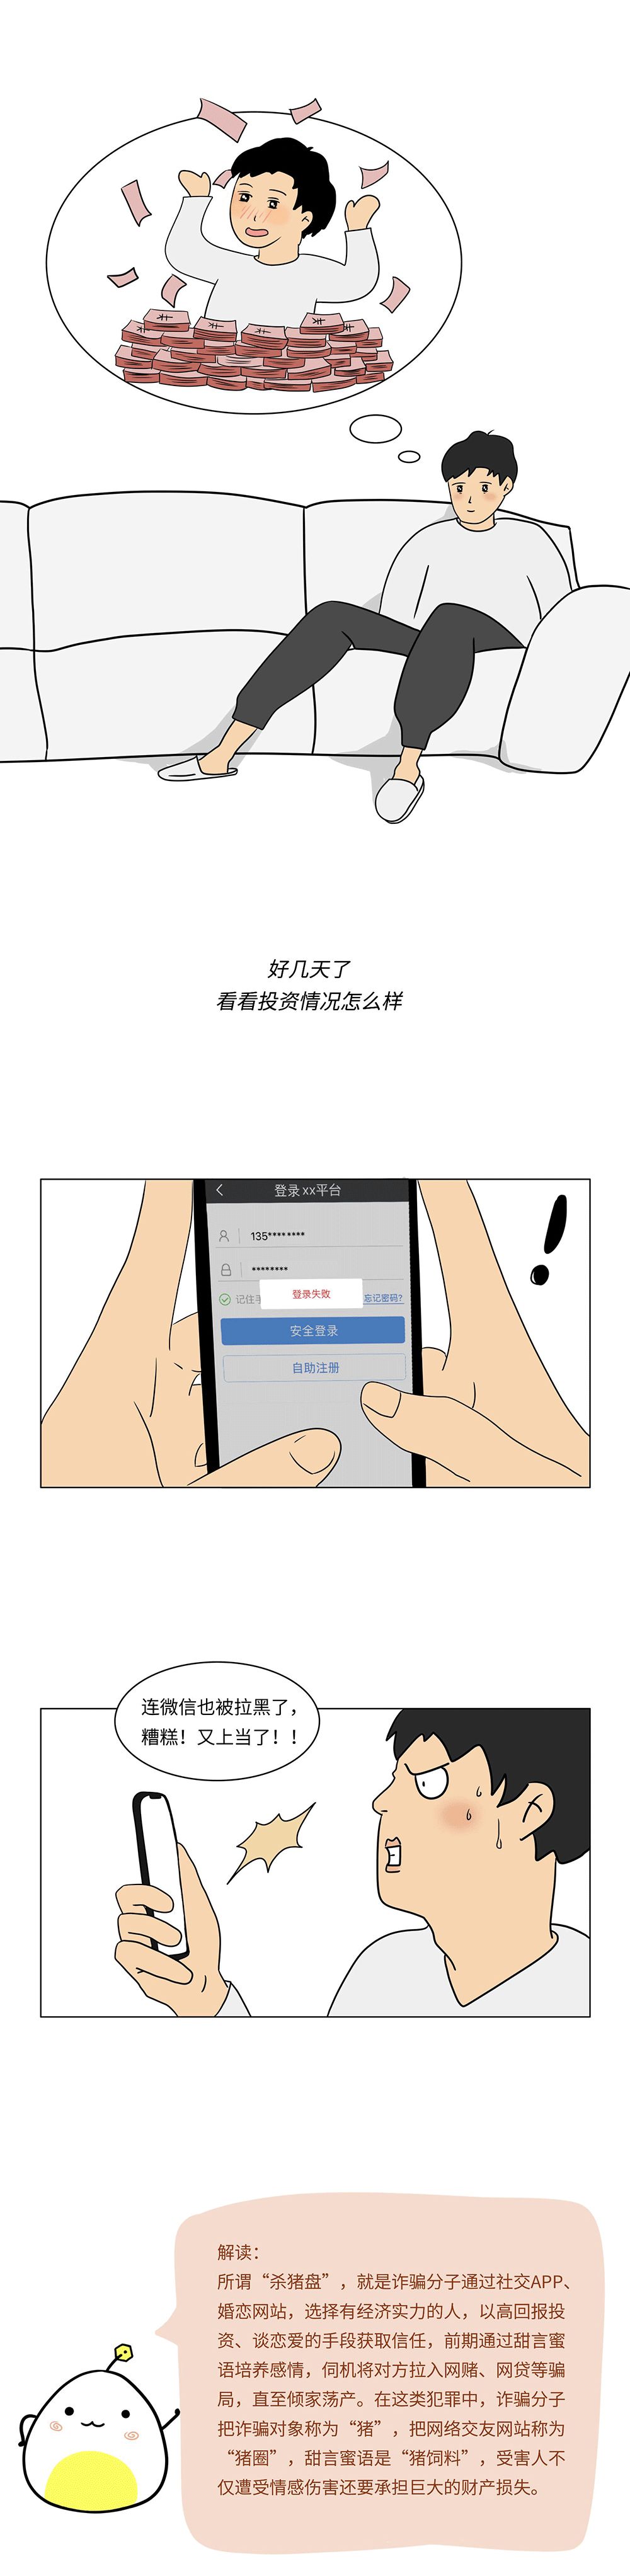 好几天了
看看投资情况怎么样
登录xx平台
135********
********
登录失败
记住手
忘记密码?
安全登录
自助注册
连微信也被拉黑了，
糟糕！又上当了！！
解读：
所谓“杀猪盘”，就是诈骗分子通过社交APP、
婚恋网站，选择有经济实力的人，以高回报投
资、谈恋爱的手段获取信任，前期通过甜言蜜
语培养感情，伺机将对方拉入网赌、网贷等骗
局，直至倾家荡产。在这类犯罪中，诈骗分子
把诈骗对象称为“猪”，把网络交友网站称为
“猪圈”，甜言蜜语是“猪饲料”，受害人不
仅遭受情感伤害还要承担巨大的财产损失。